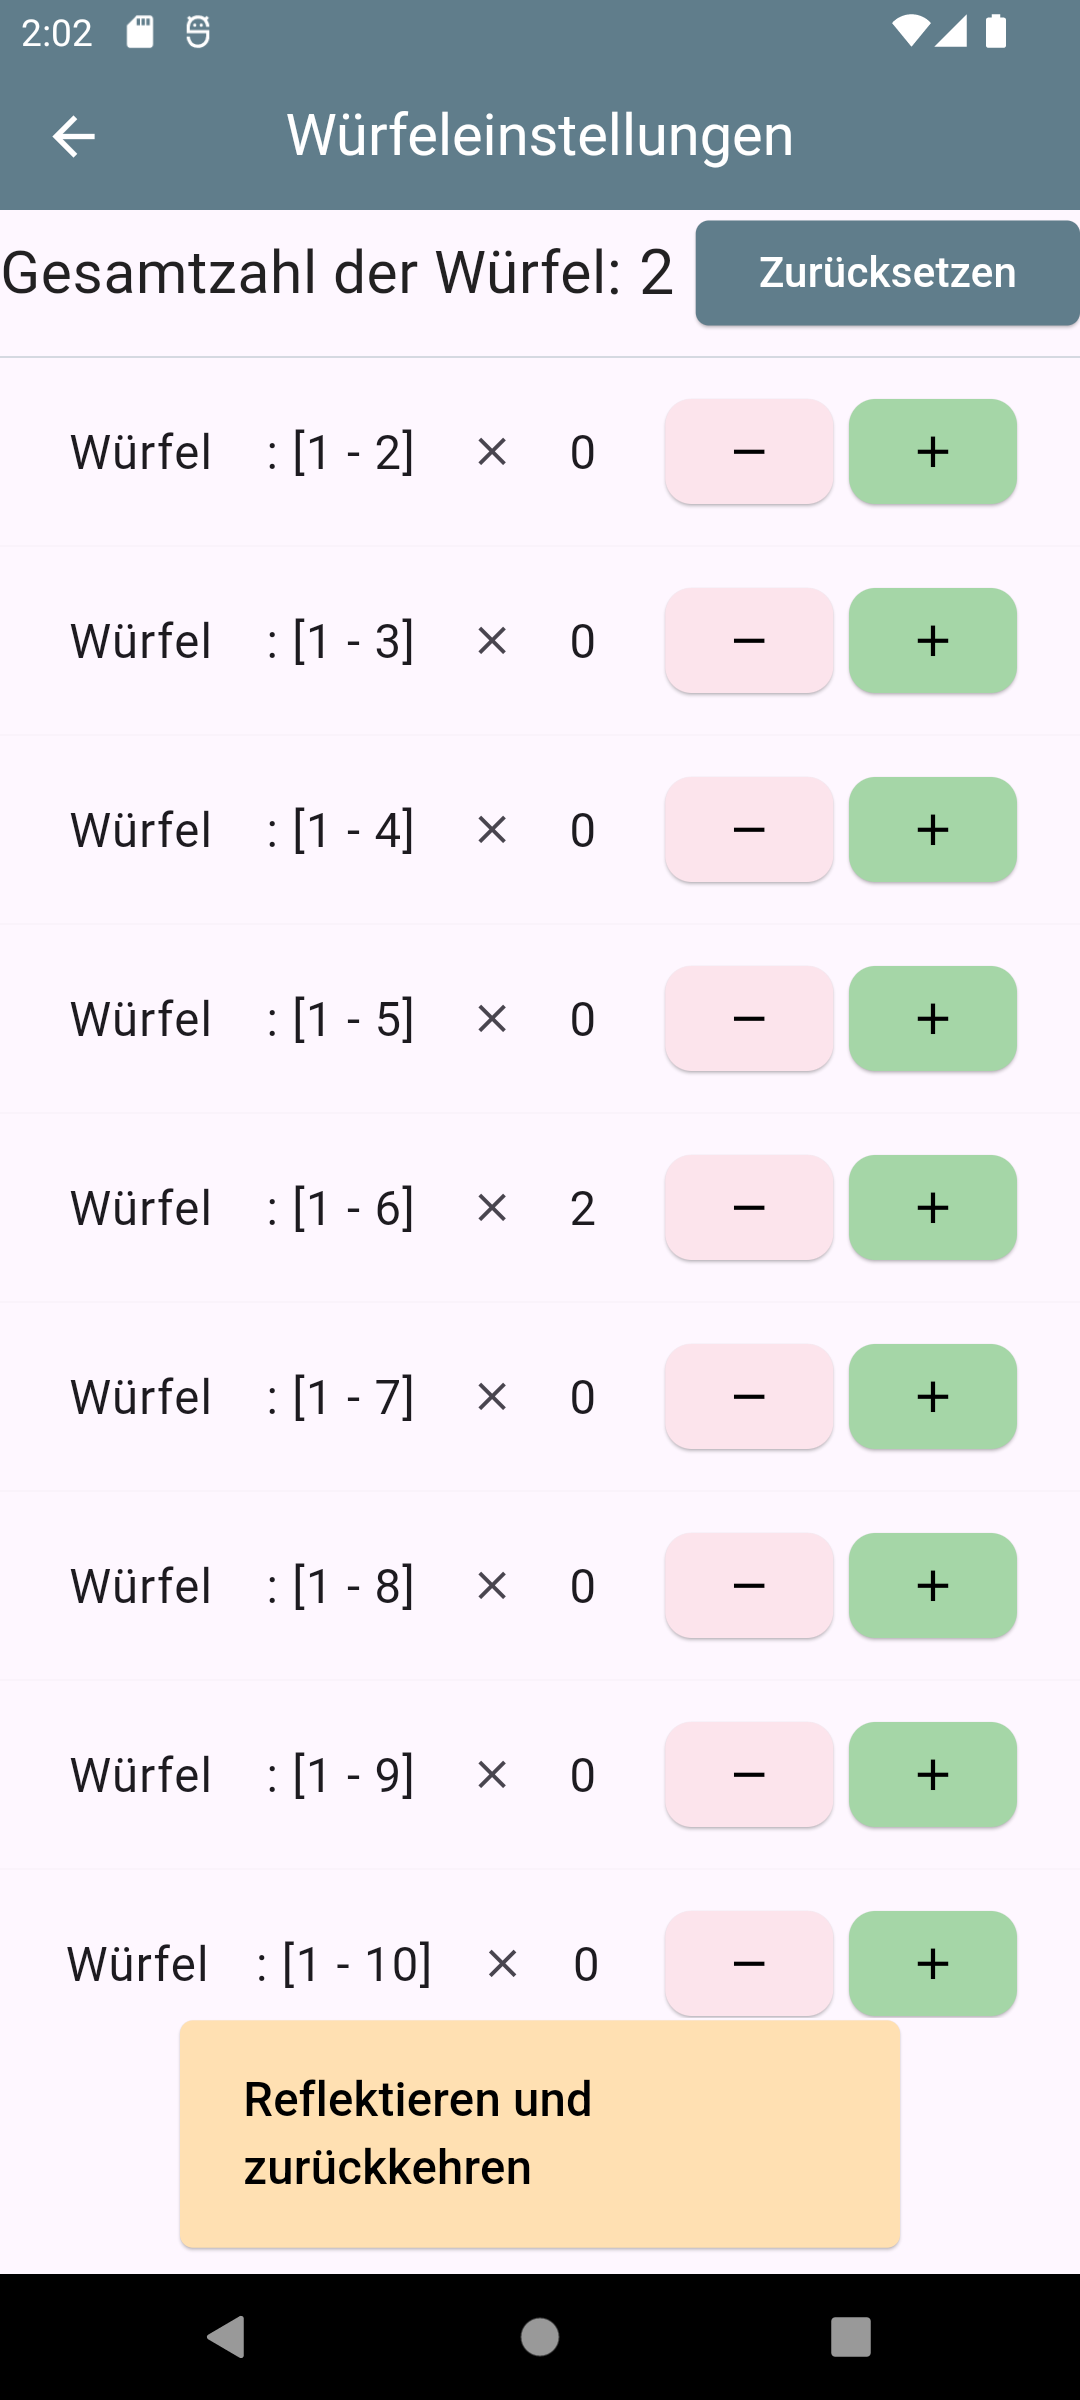 2:02
Würfeleinstellungen
Gesamtzahl der Würfel: 2 Zurücksetzen
Würfel : [1 - 2] × 0 − +
Würfel : [1 - 3] × 0 − +
Würfel : [1 - 4] × 0 − +
Würfel : [1 - 5] × 0 − +
Würfel : [1 - 6] × 2 − +
Würfel : [1 - 7] × 0 − +
Würfel : [1 - 8] × 0 − +
Würfel : [1 - 9] × 0 − +
Würfel : [1 - 10] × 0 − +
Reflektieren und
zurückkehren